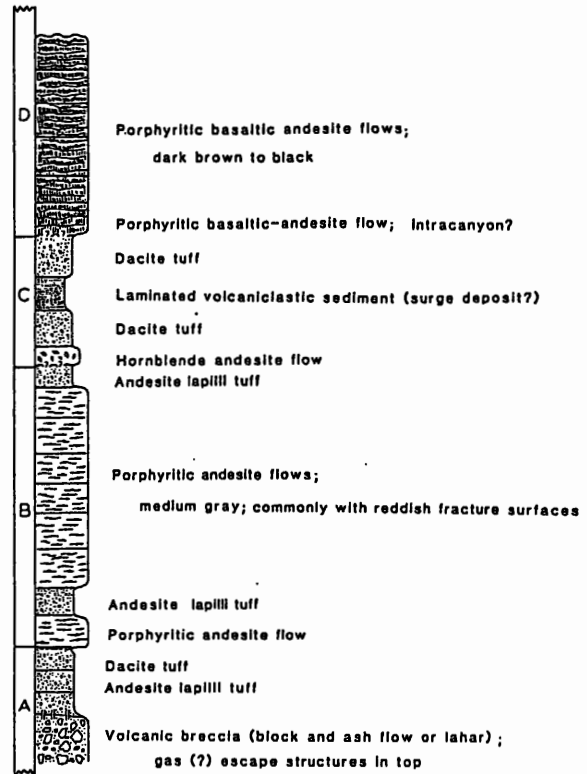 D
Porphyritic basaltic andesite flows;
dark brown to black
Porphyritic basaltic-andesite flow; intracanyon?
Dacite tuff
C
Laminated volcaniclastic sediment (surge deposit?)
Dacite tuff
Hornblende andesite flow
Andesite lapilli tuff
Porphyritic andesite flows;
medium gray; commonly with reddish fracture surfaces
B
Andesite lapilli tuff
Porphyritic andesite flow
Dacite tuff
Andesite lapilli tuff
A
Volcanic breccia (block and ash flow or lahar);
gas (?) escape structures in top